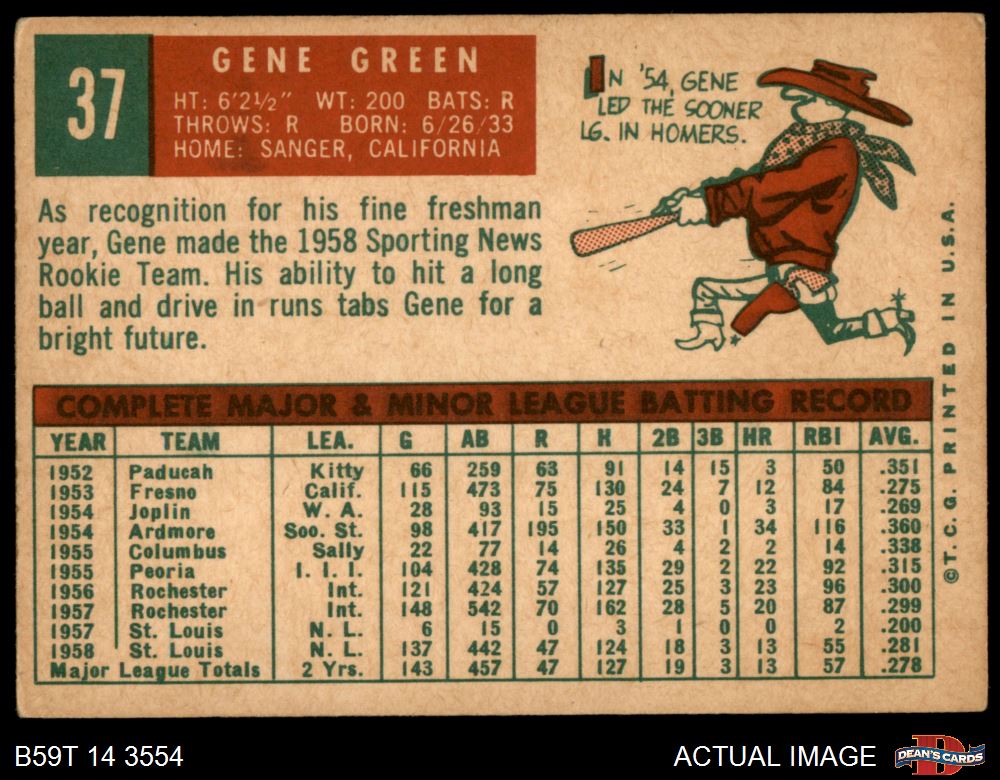 37
GENE GREEN
HT: 6'2½" WT: 200 BATS: R
THROWS: R BORN: 6/26/33
HOME: SANGER, CALIFORNIA
IN '54, GENE
LED THE SOONER
LG. IN HOMERS.
As recognition for his fine freshman
year, Gene made the 1958 Sporting News
Rookie Team. His ability to hit a long
ball and drive in runs tabs Gene for a
bright future.
COMPLETE MAJOR & MINOR LEAGUE BATTING RECORD
YEAR TEAM LEA. G AB R H 2B 3B HR RBI AVG.
1952 Paducah Kitty 66 259 63 91 14 15 3 50 .351
1953 Fresno Calif. 115 473 75 130 24 7 12 84 .275
1954 Joplin W. A. 28 93 15 25 4 0 3 17 .269
1954 Ardmore Soo. St. 98 417 195 150 33 1 34 116 .360
1955 Columbus Sally 22 77 14 26 4 2 2 14 .338
1955 Peoria I. I. I. 104 428 74 135 29 2 22 92 .315
1956 Rochester Int. 121 424 57 127 25 3 23 96 .300
1957 Rochester Int. 148 542 70 162 28 5 20 87 .299
1957 St. Louis N. L. 6 15 0 3 1 0 0 2 .200
1958 St. Louis N. L. 137 442 47 124 18 3 13 55 .281
Major League Totals 2 Yrs. 143 457 47 127 19 3 13 57 .278
©T. C. G. PRINTED IN U.S.A.
B59T 14 3554
ACTUAL IMAGE
D
DEAN'S CARDS